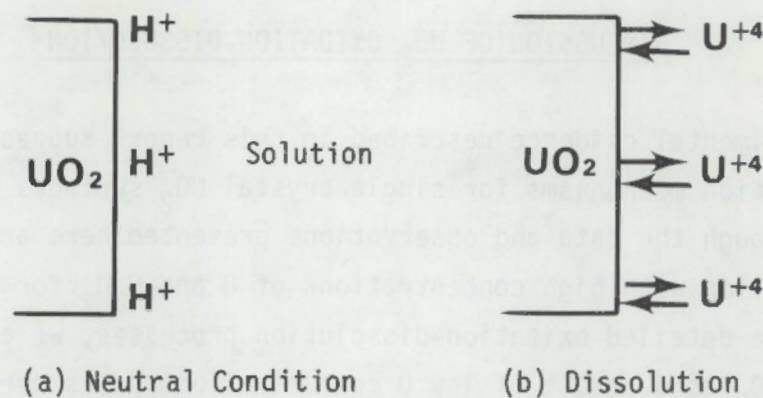 H⁺ H⁺ H⁺
UO₂ Solution
(a) Neutral Condition
U⁺⁴ U⁺⁴ U⁺⁴
UO₂
(b) Dissolution